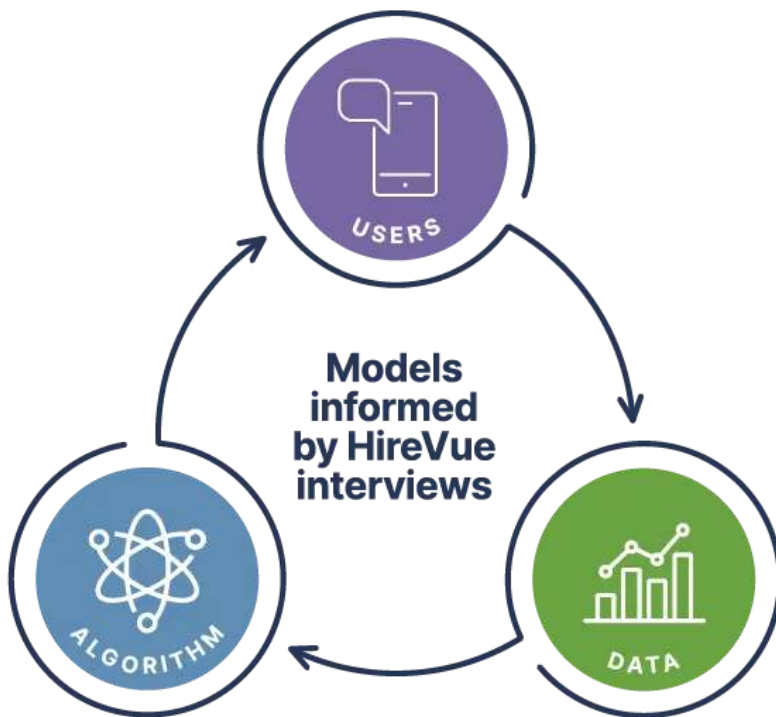 USERS
Models
informed
by HireVue
interviews
ALGORITHM
DATA